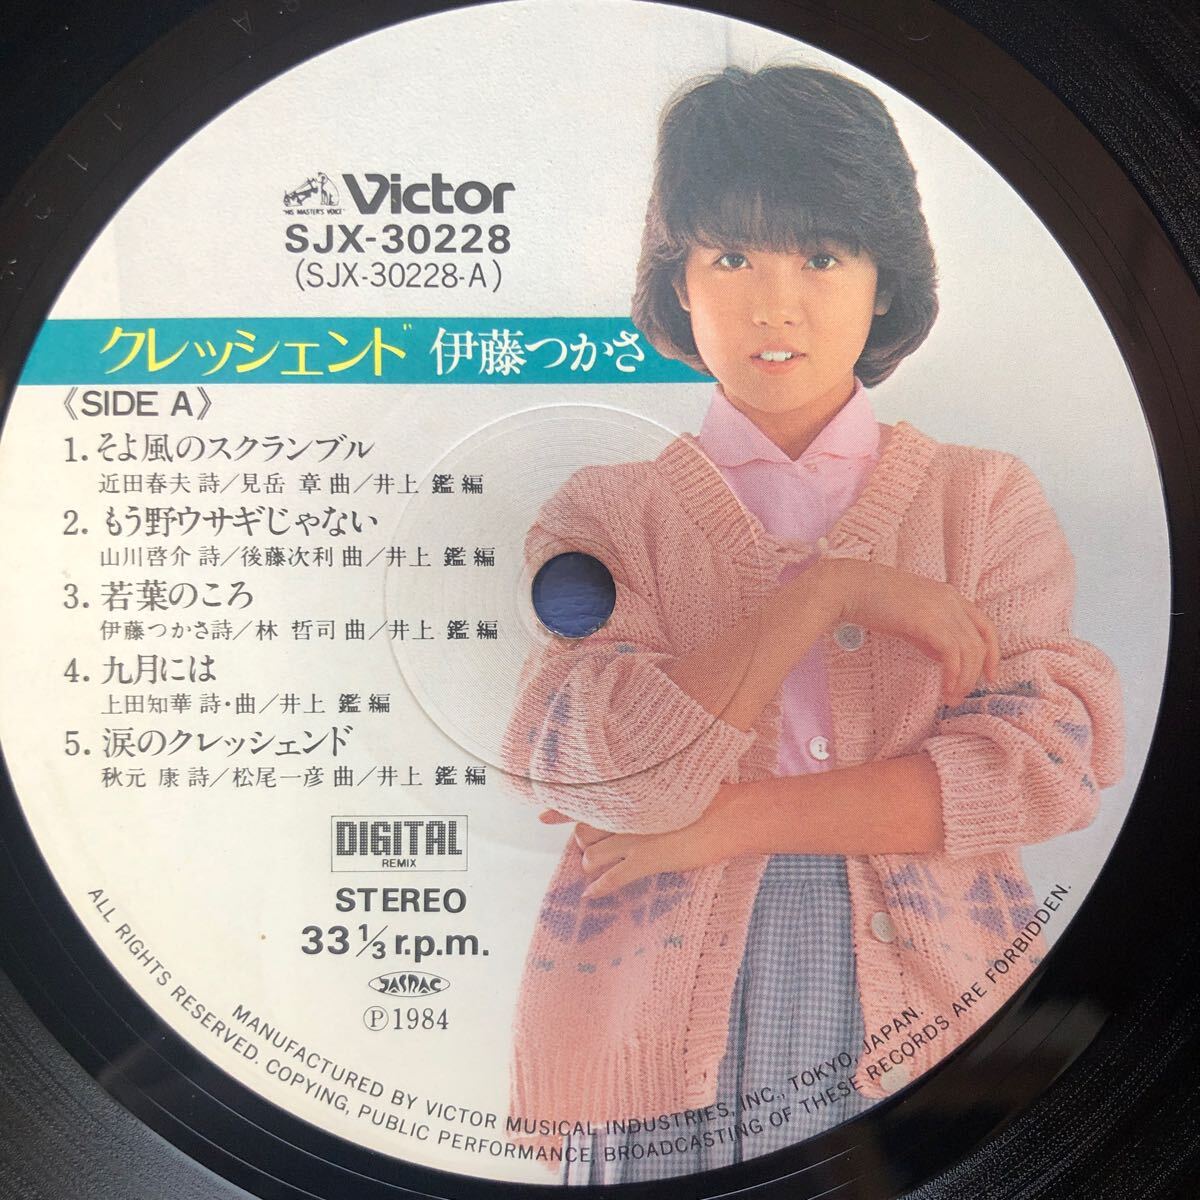 "HIS MASTER'S VOICE"
Victor
SJX-30228
(SJX-30228-A)
クレッシェンド 伊藤つかさ
《SIDE A》
1. そよ風のスクランブル
近田春夫 詩/見岳 章 曲/井上 鑑 編
2. もう野ウサギじゃない
山川啓介 詩/後藤次利 曲/井上 鑑 編
3. 若葉のころ
伊藤つかさ詩/林 哲司 曲/井上 鑑 編
4. 九月には
上田知華 詩・曲/井上 鑑 編
5. 涙のクレッシェンド
秋元 康 詩/松尾一彦 曲/井上 鑑 編
DIGITAL
REMIX
STEREO
33 1/3 r.p.m.
JASRAC
Ⓟ1984
MANUFACTURED BY VICTOR MUSICAL INDUSTRIES, INC., TOKYO, JAPAN.
ALL RIGHTS RESERVED. COPYING, PUBLIC PERFORMANCE, BROADCASTING OF THESE RECORDS ARE FORBIDDEN.